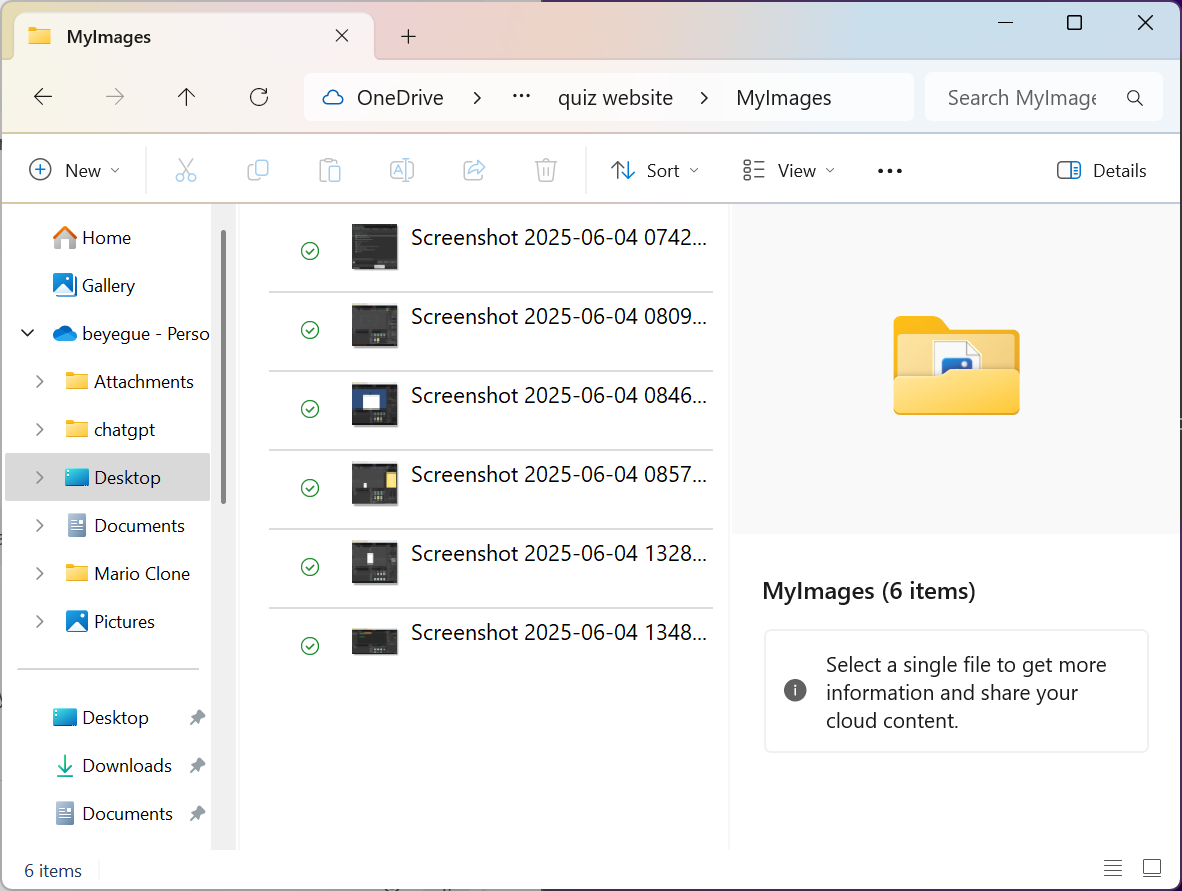 MyImages
OneDrive > ... quiz website > MyImages
Search MyImage
New
Sort
View
Details
Home
Gallery
beyegue - Perso
Attachments
chatgpt
Desktop
Documents
Mario Clone
Pictures
Desktop
Downloads
Documents
Screenshot 2025-06-04 0742...
Screenshot 2025-06-04 0809...
Screenshot 2025-06-04 0846...
Screenshot 2025-06-04 0857...
Screenshot 2025-06-04 1328...
Screenshot 2025-06-04 1348...
MyImages (6 items)
Select a single file to get more
information and share your
cloud content.
6 items